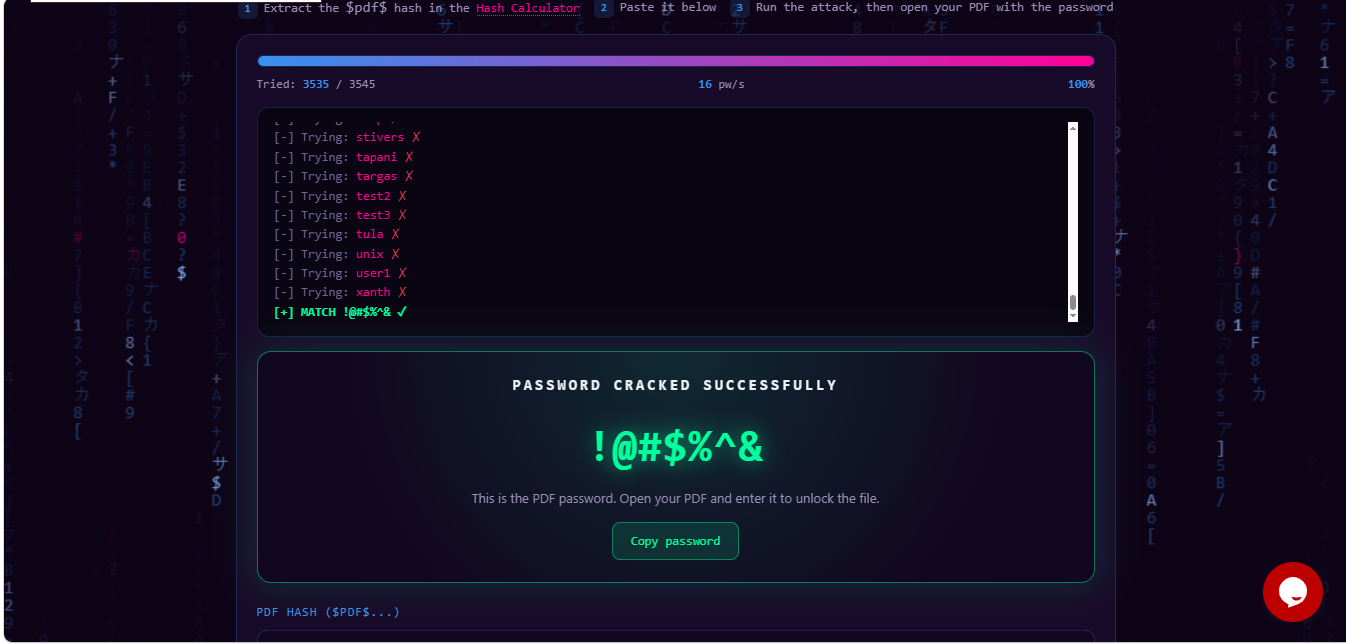 1 Extract the $pdf$ hash in the Hash Calculator 2 Paste it below 3 Run the attack, then open your PDF with the password
Tried: 3535 / 3545 16 pw/s 100%
[-] Trying: stivers ✗
[-] Trying: tapani ✗
[-] Trying: targas ✗
[-] Trying: test2 ✗
[-] Trying: test3 ✗
[-] Trying: tula ✗
[-] Trying: unix ✗
[-] Trying: user1 ✗
[-] Trying: xanth ✗
[+] MATCH !@#$%^& ✓
PASSWORD CRACKED SUCCESSFULLY
!@#$%^&
This is the PDF password. Open your PDF and enter it to unlock the file.
Copy password
PDF HASH ($PDF$...)